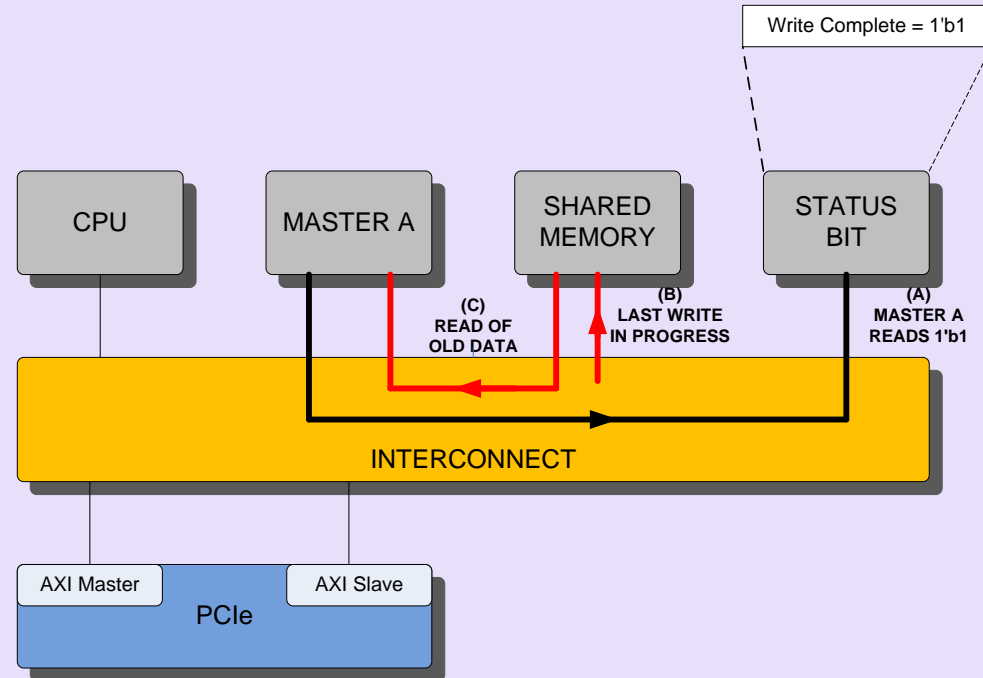 Write Complete = 1'b1
CPU
MASTER A
SHARED
MEMORY
STATUS
BIT
(C)
READ OF
OLD DATA
(B)
LAST WRITE
IN PROGRESS
(A)
MASTER A
READS 1'b1
INTERCONNECT
AXI Master
AXI Slave
PCIe